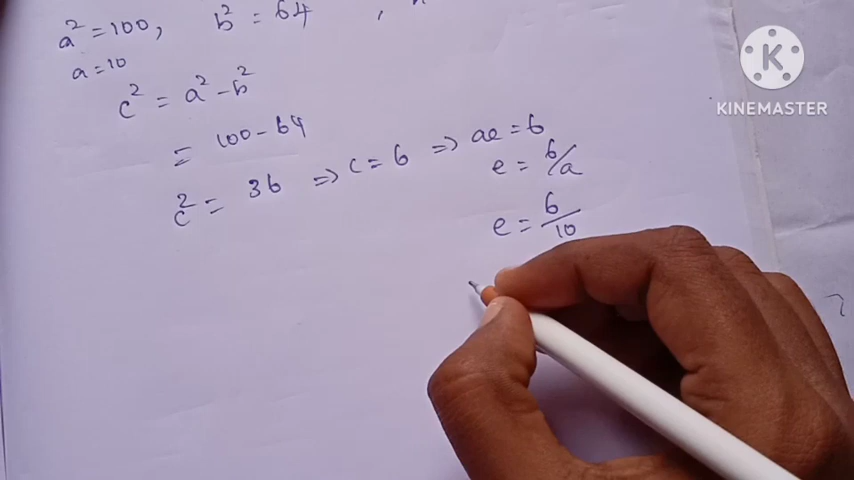 a² = 100, b² = 64 ,
a = 10
c² = a² - b²
= 100 - 64
c² = 36 ⇒ c = 6 ⇒ ae = 6
e = 6/a
e = 6/10
K
KINEMASTER